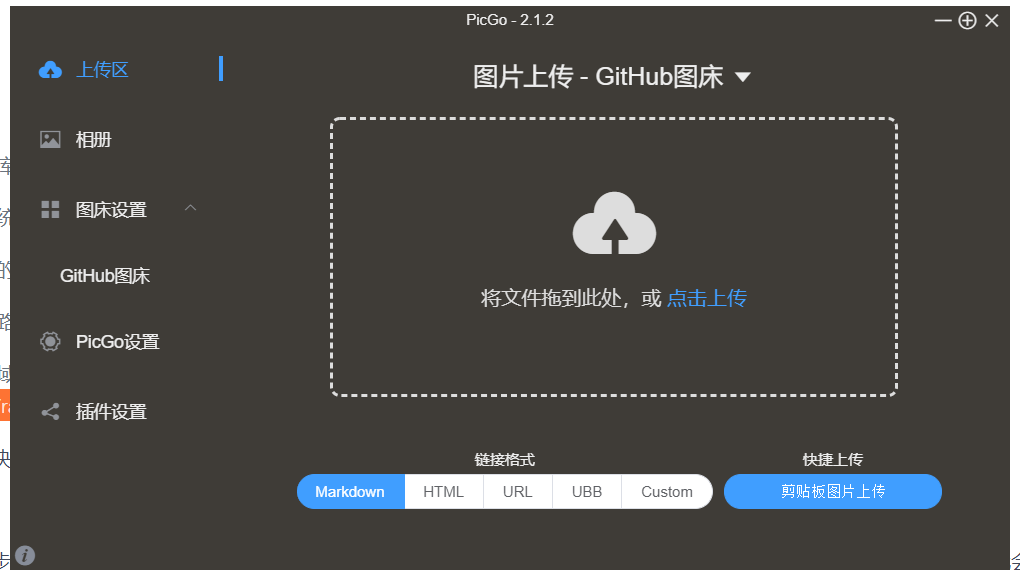 PicGo - 2.1.2
上传区
图片上传 - GitHub图床
相册
图床设置
GitHub图床
将文件拖到此处，或 点击上传
PicGo设置
插件设置
链接格式
快捷上传
Markdown HTML URL UBB Custom
剪贴板图片上传